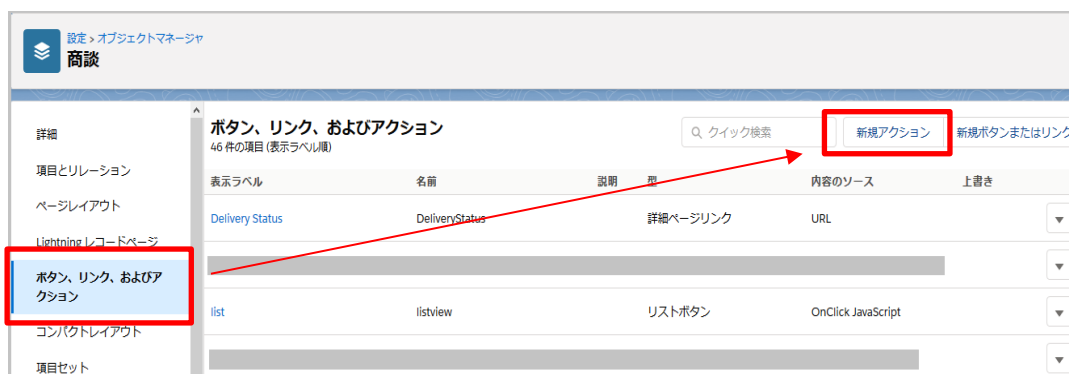 設定 > オブジェクトマネージャ
商談
詳細
項目とリレーション
ページレイアウト
Lightning レコードページ
ボタン、リンク、およびア
クション
コンパクトレイアウト
項目セット
ボタン、リンク、およびアクション
46 件の項目 (表示ラベル順)
クイック検索
新規アクション
新規ボタンまたはリンク
表示ラベル 名前 説明 型 内容のソース 上書き
Delivery Status DeliveryStatus 詳細ページリンク URL
list listview リストボタン OnClick JavaScript